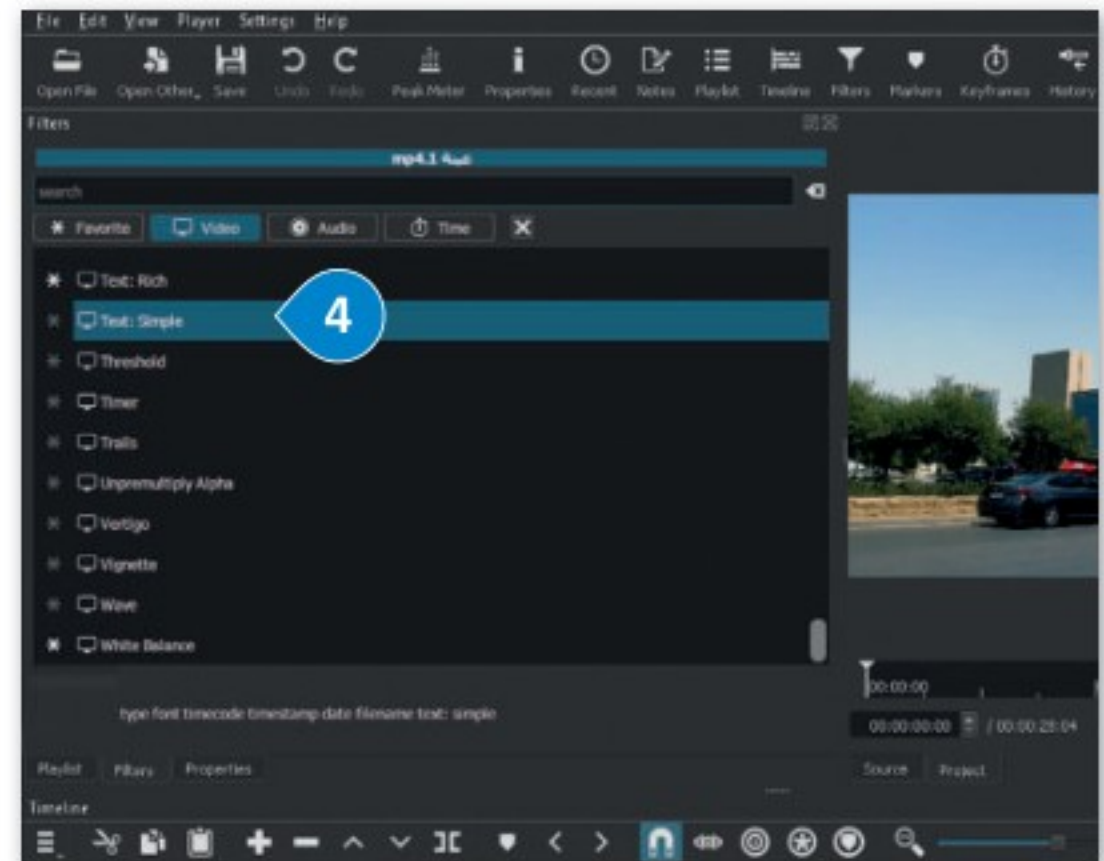 File Edit View Player Settings Help
Open File Open Other... Save Undo Redo Peak Meter Properties Recent Notes Playlist Timeline Filters Markers Keyframes History
Filters
search
Favorite Video Audio Time
Text: Rich
Text: Simple
4
Threshold
Timer
Trails
Unpremultiply Alpha
Vertigo
Vignette
Wave
White Balance
type font timecode timestamp date filename text: simple
00:00:00
00:00:00:00 / 00:00:28:04
Playlist Filters Properties
Source Project
Timeline